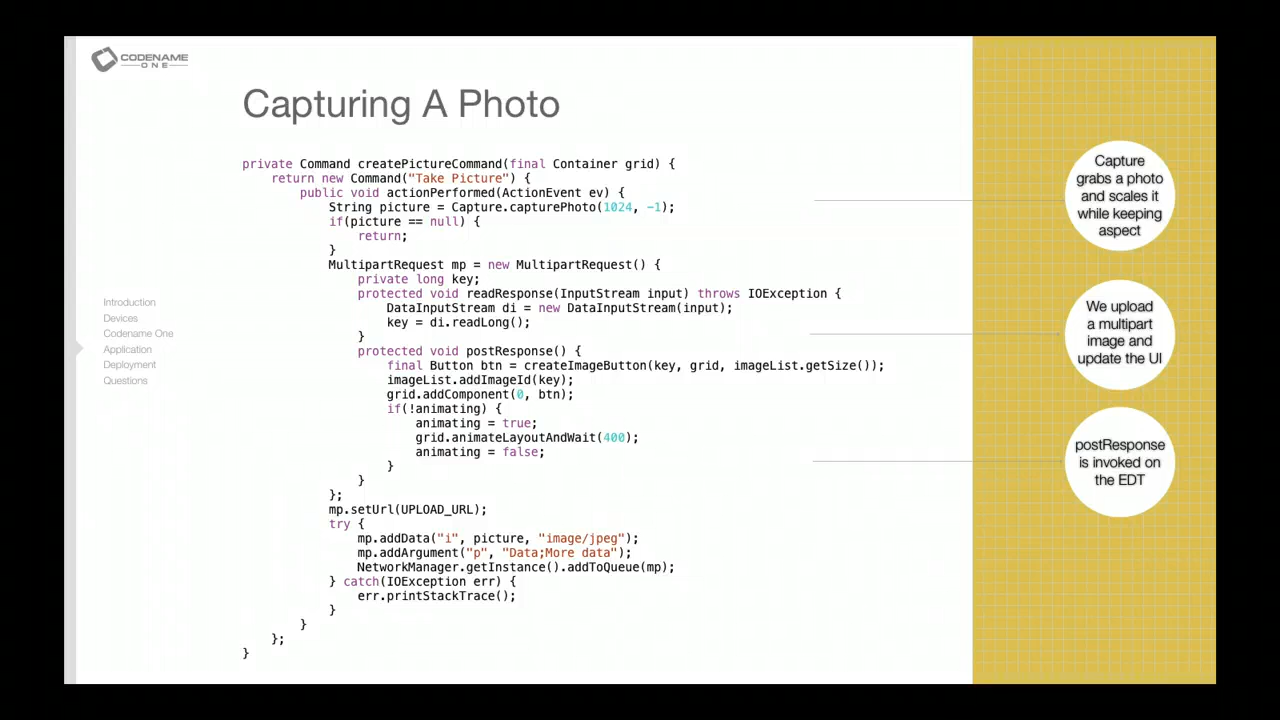 CODENAME
ONE
Capturing A Photo
private Command createPictureCommand(final Container grid) {
    return new Command("Take Picture") {
        public void actionPerformed(ActionEvent ev) {
            String picture = Capture.capturePhoto(1024, -1);
            if(picture == null) {
                return;
            }
            MultipartRequest mp = new MultipartRequest() {
                private long key;
                protected void readResponse(InputStream input) throws IOException {
                    DataInputStream di = new DataInputStream(input);
                    key = di.readLong();
                }
                protected void postResponse() {
                    final Button btn = createImageButton(key, grid, imageList.getSize());
                    imageList.addImageId(key);
                    grid.addComponent(0, btn);
                    if(!animating) {
                        animating = true;
                        grid.animateLayoutAndWait(400);
                        animating = false;
                    }
                }
            };
            mp.setUrl(UPLOAD_URL);
            try {
                mp.addData("i", picture, "image/jpeg");
                mp.addArgument("p", "Data;More data");
                NetworkManager.getInstance().addToQueue(mp);
            } catch(IOException err) {
                err.printStackTrace();
            }
        }
    };
}
Introduction
Devices
Codename One
Application
Deployment
Questions
Capture
grabs a photo
and scales it
while keeping
aspect
We upload
a multipart
image and
update the UI
postResponse
is invoked on
the EDT